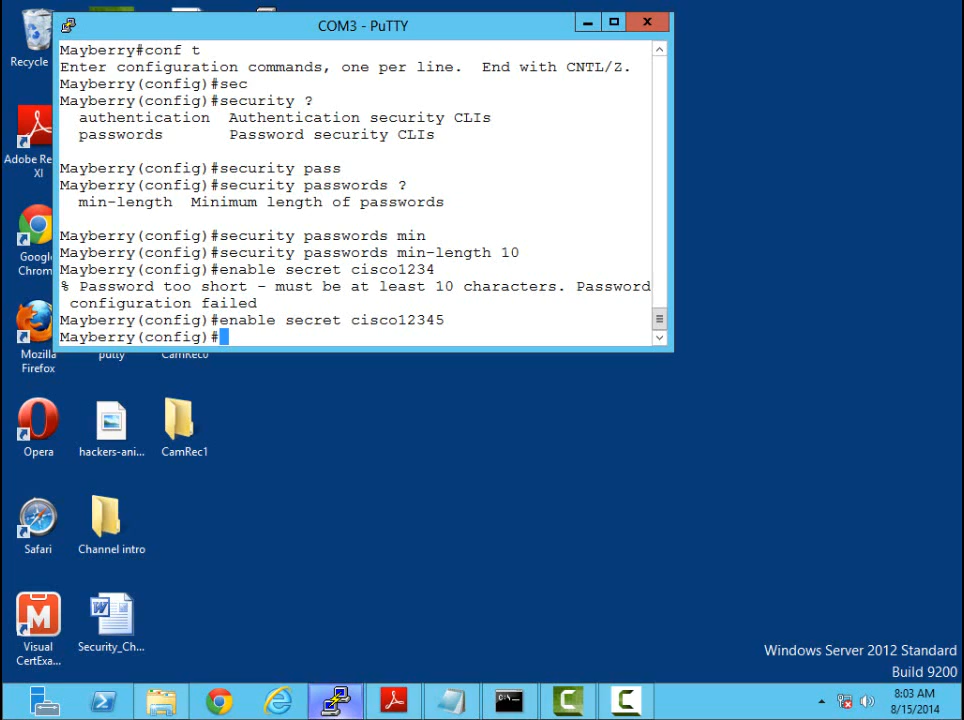 COM3 - PuTTY
Mayberry#conf t
Enter configuration commands, one per line.  End with CNTL/Z.
Mayberry(config)#sec
Mayberry(config)#security ?
  authentication  Authentication security CLIs
  passwords       Password security CLIs
Mayberry(config)#security pass
Mayberry(config)#security passwords ?
  min-length  Minimum length of passwords
Mayberry(config)#security passwords min
Mayberry(config)#security passwords min-length 10
Mayberry(config)#enable secret cisco1234
% Password too short - must be at least 10 characters. Password
 configuration failed
Mayberry(config)#enable secret cisco12345
Mayberry(config)#
Recycle
Adobe Re
XI
Googl
Chrom
Mozilla
Firefox
putty
CamRec0
Opera
hackers-ani...
CamRec1
Safari
Channel intro
Visual
CertExa...
Security_Ch...
Windows Server 2012 Standard
Build 9200
8:03 AM
8/15/2014